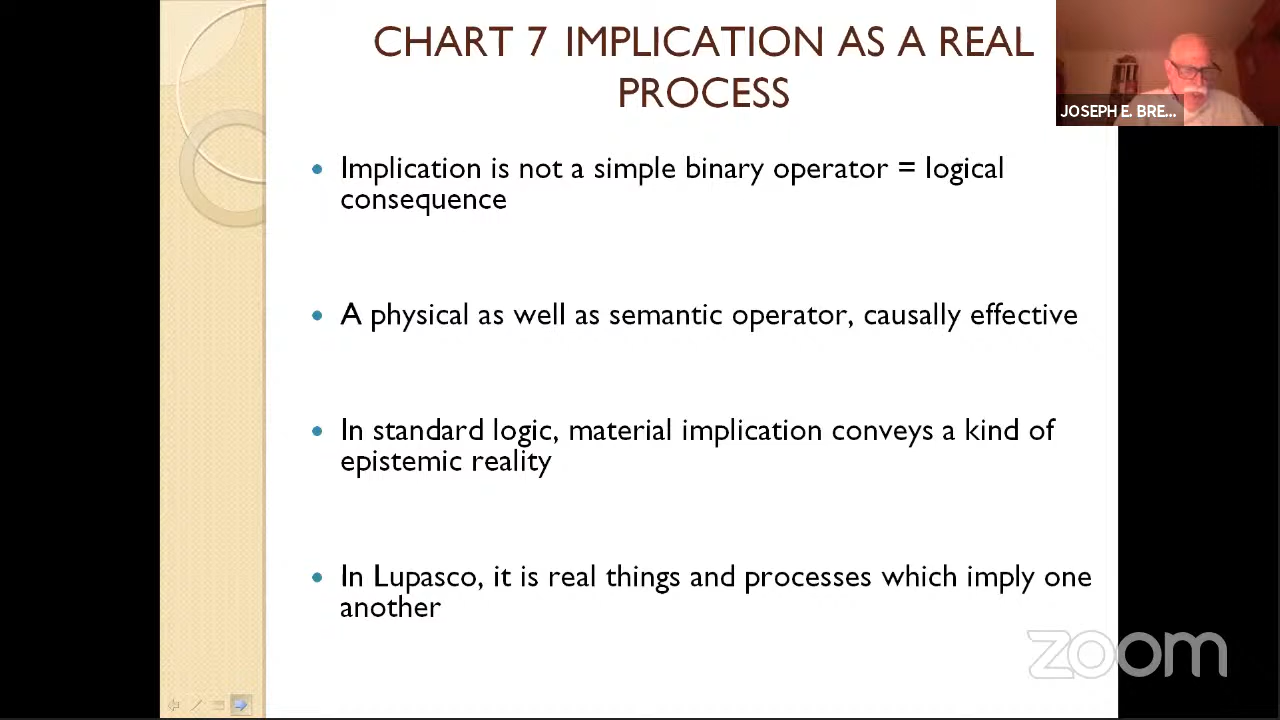 CHART 7 IMPLICATION AS A REAL
PROCESS
JOSEPH E. BRE...
• Implication is not a simple binary operator = logical
consequence
• A physical as well as semantic operator, causally effective
• In standard logic, material implication conveys a kind of
epistemic reality
• In Lupasco, it is real things and processes which imply one
another
zoom